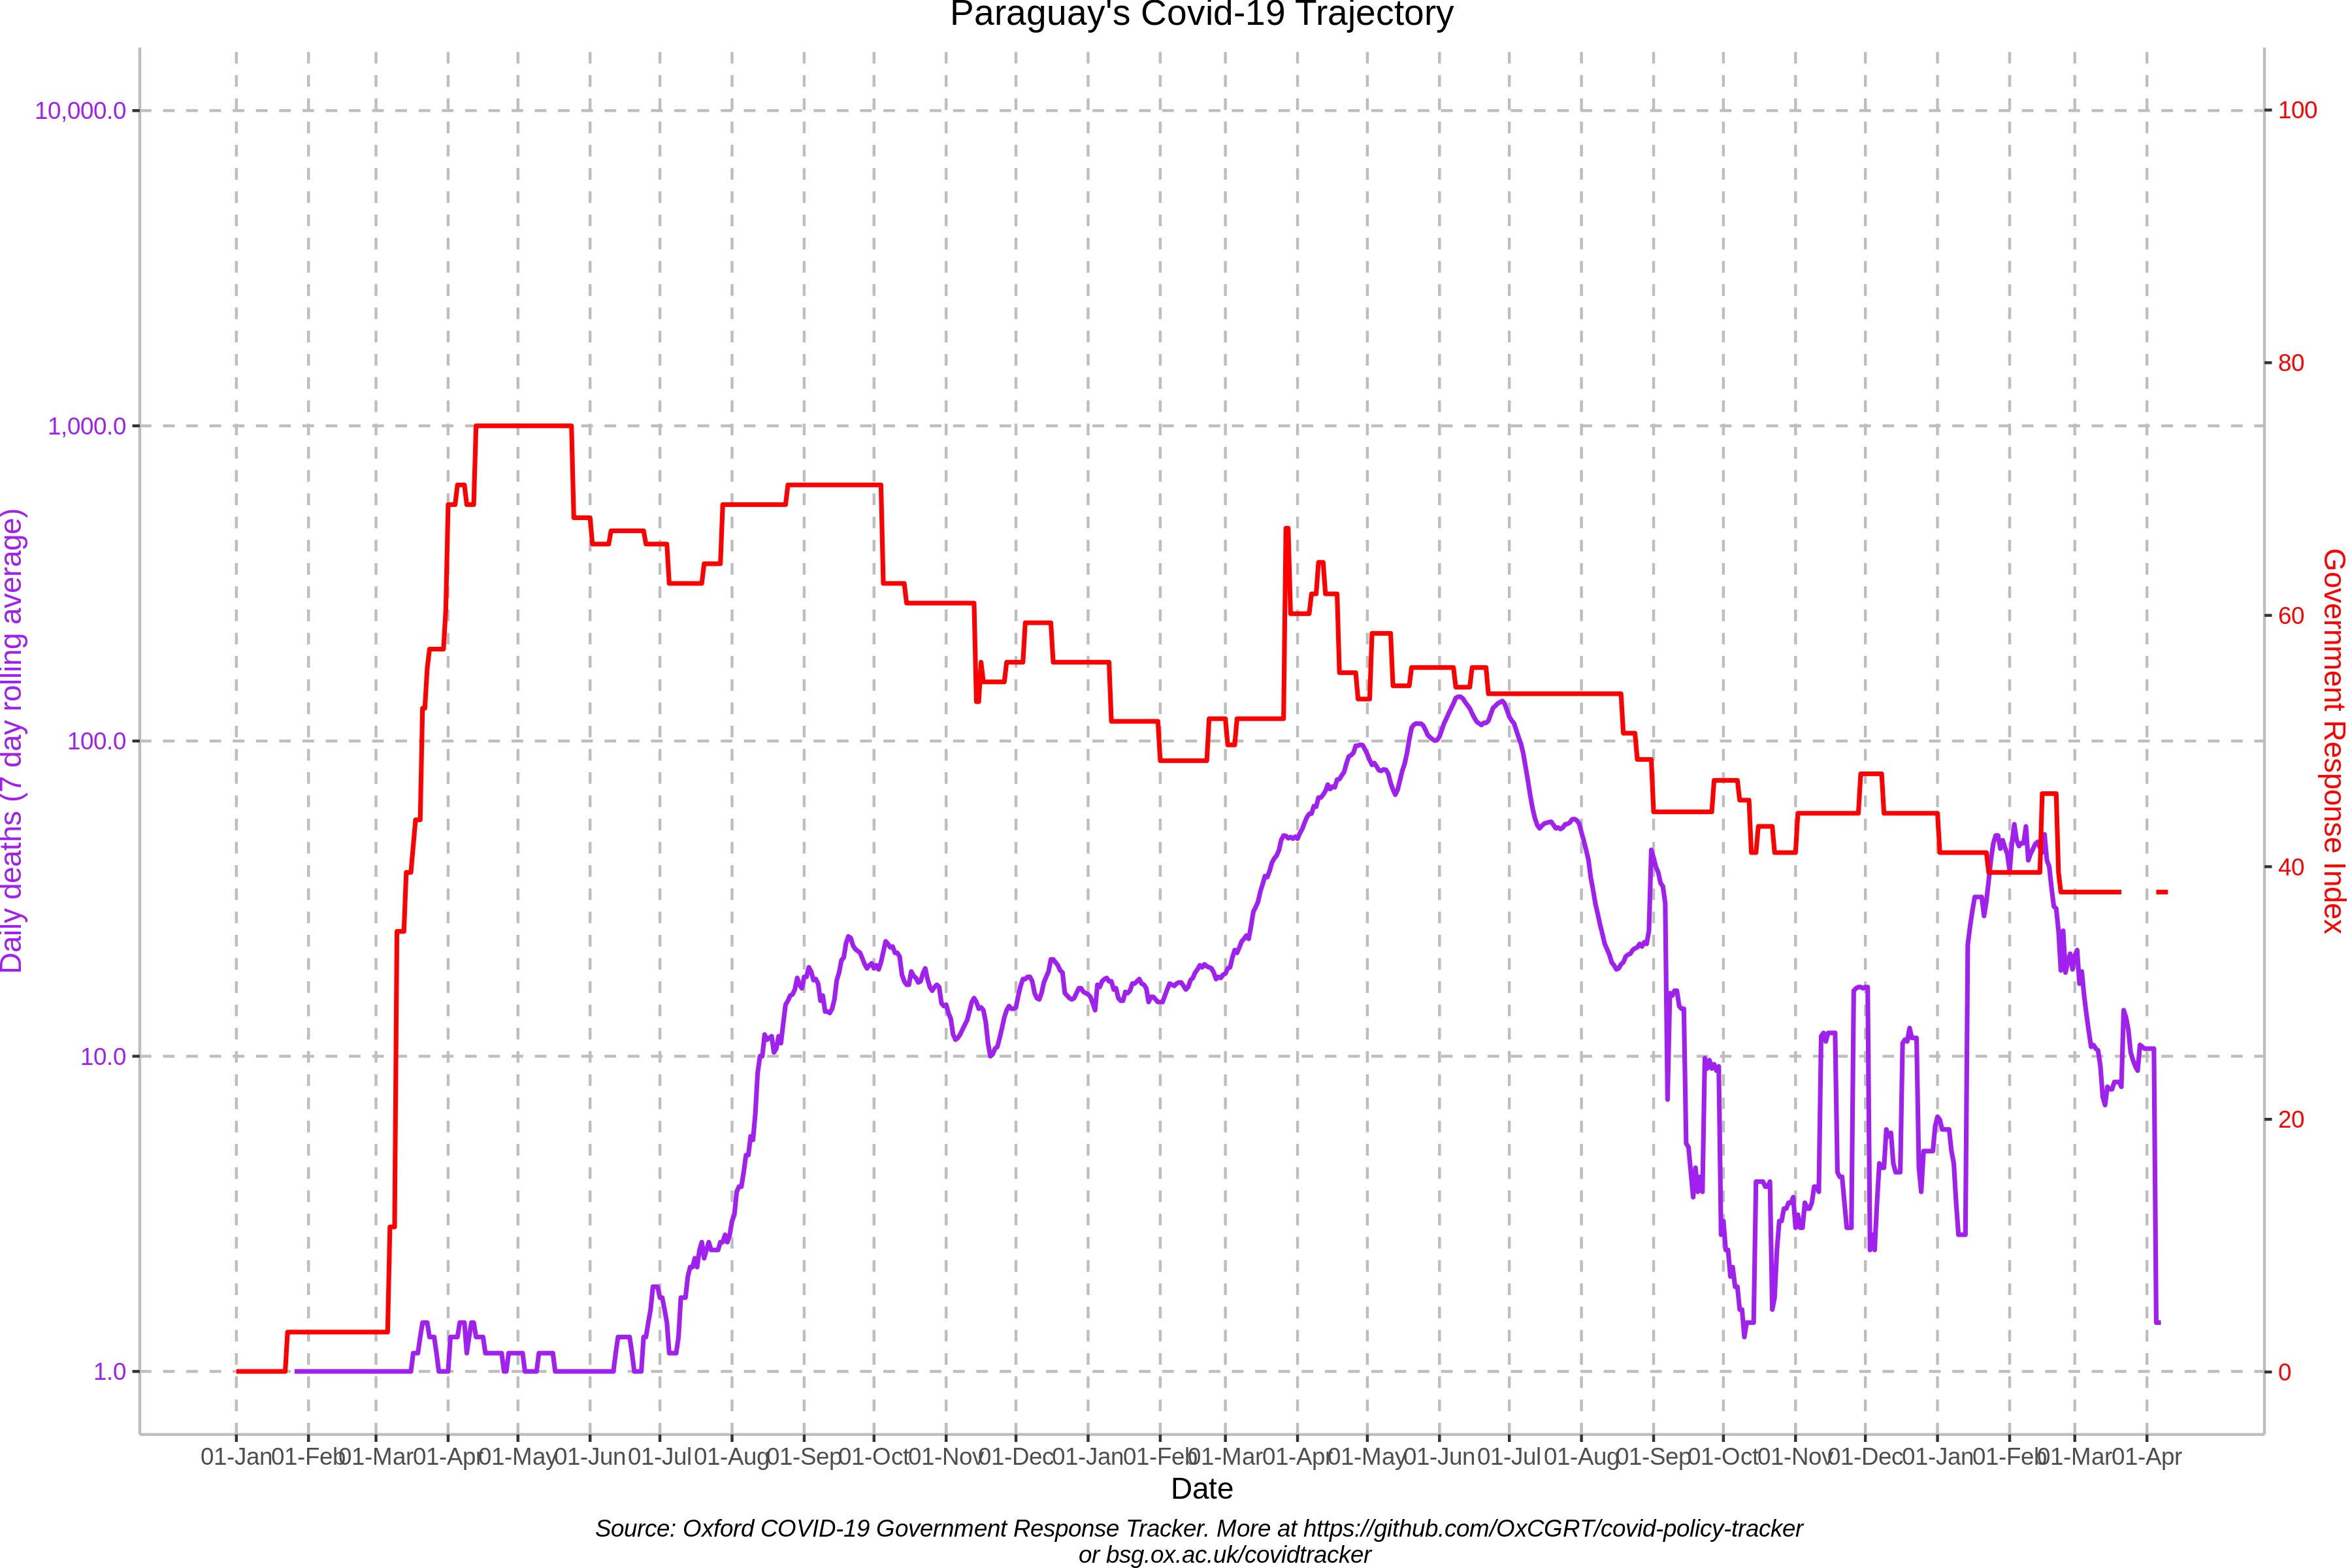 Paraguay's Covid-19 Trajectory
10,000.0
1,000.0
100.0
10.0
1.0
Daily deaths (7 day rolling average)
100
80
60
40
20
0
Government Response Index
01-Jan 01-Feb 01-Mar 01-Apr 01-May 01-Jun 01-Jul 01-Aug 01-Sep 01-Oct 01-Nov 01-Dec 01-Jan 01-Feb 01-Mar 01-Apr 01-May 01-Jun 01-Jul 01-Aug 01-Sep 01-Oct 01-Nov 01-Dec 01-Jan 01-Feb 01-Mar 01-Apr
Date
Source: Oxford COVID-19 Government Response Tracker. More at https://github.com/OxCGRT/covid-policy-tracker
or bsg.ox.ac.uk/covidtracker